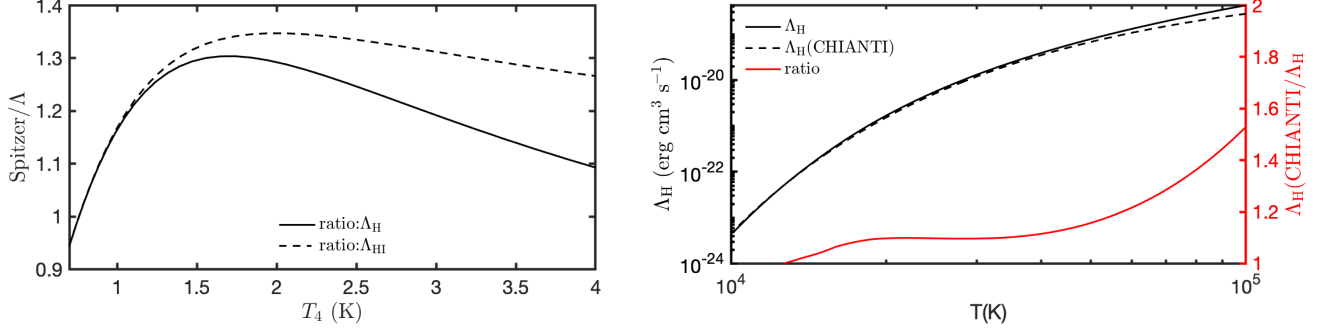 Spitzer/Λ
1.4
1.3
1.2
1.1
1
0.9
ratio:Λ_H
ratio:Λ_HI
1 1.5 2 2.5 3 3.5 4
T_4 (K)
Λ_H (erg cm^3 s^-1)
10^-20
10^-22
10^-24
Λ_H
Λ_H(CHIANTI)
ratio
2
1.8
1.6
1.4
1.2
1
Λ_H(CHIANTI/Λ_H
10^4 10^5
T(K)